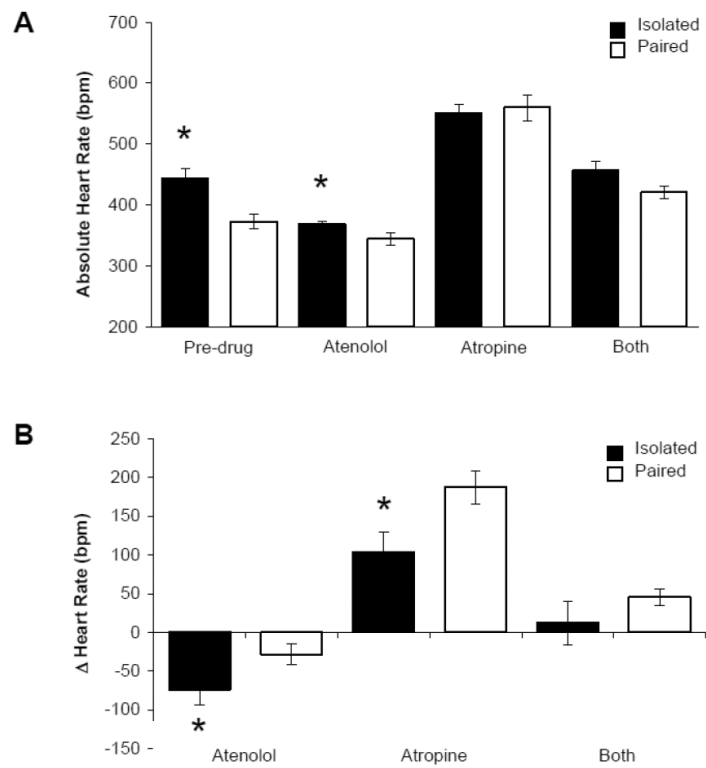 A
Absolute Heart Rate (bpm)
700
600
500
400
300
200
Isolated
Paired
*
*
Pre-drug
Atenolol
Atropine
Both
B
Δ Heart Rate (bpm)
250
200
150
100
50
0
-50
-100
-150
Isolated
Paired
*
*
Atenolol
Atropine
Both